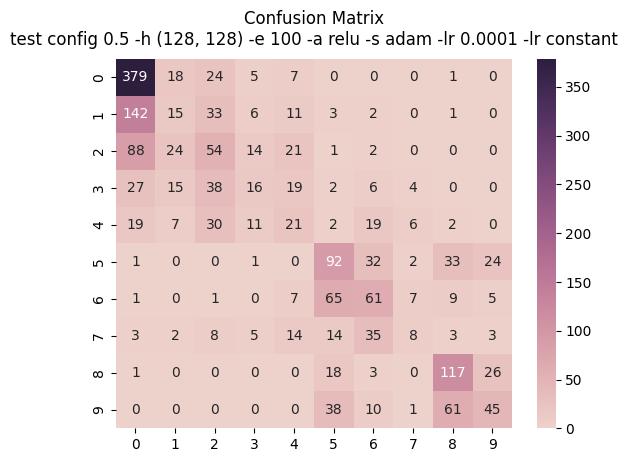 Confusion Matrix
test config 0.5 -h (128, 128) -e 100 -a relu -s adam -lr 0.0001 -lr constant
0 379 18 24 5 7 0 0 0 1 0
1 142 15 33 6 11 3 2 0 1 0
2 88 24 54 14 21 1 2 0 0 0
3 27 15 38 16 19 2 6 4 0 0
4 19 7 30 11 21 2 19 6 2 0
5 1 0 0 1 0 92 32 2 33 24
6 1 0 1 0 7 65 61 7 9 5
7 3 2 8 5 14 14 35 8 3 3
8 1 0 0 0 0 18 3 0 117 26
9 0 0 0 0 0 38 10 1 61 45
0 1 2 3 4 5 6 7 8 9
350
300
250
200
150
100
50
0